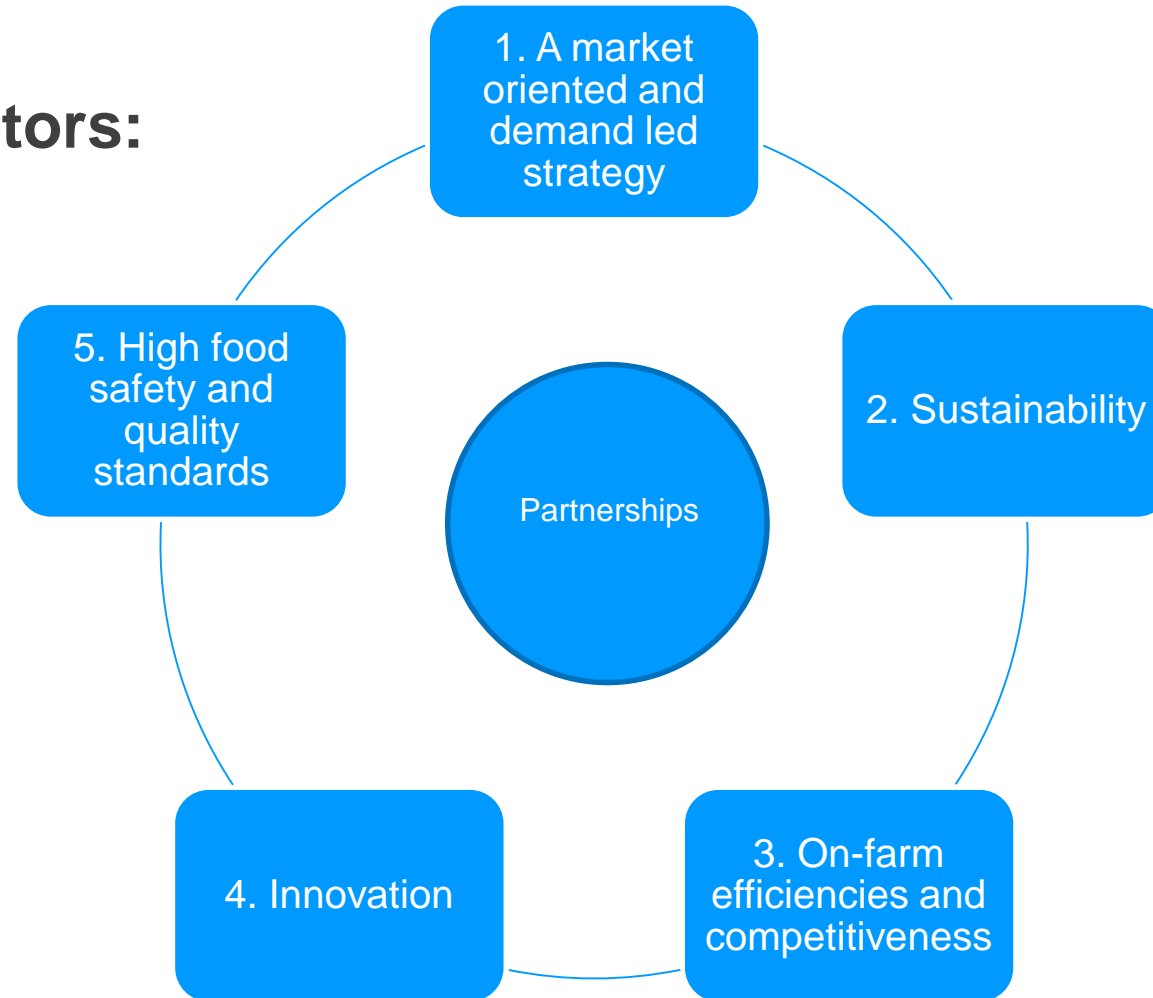 tors:
1. A market
oriented and
demand led
strategy
2. Sustainability
3. On-farm
efficiencies and
competitiveness
4. Innovation
5. High food
safety and
quality
standards
Partnerships